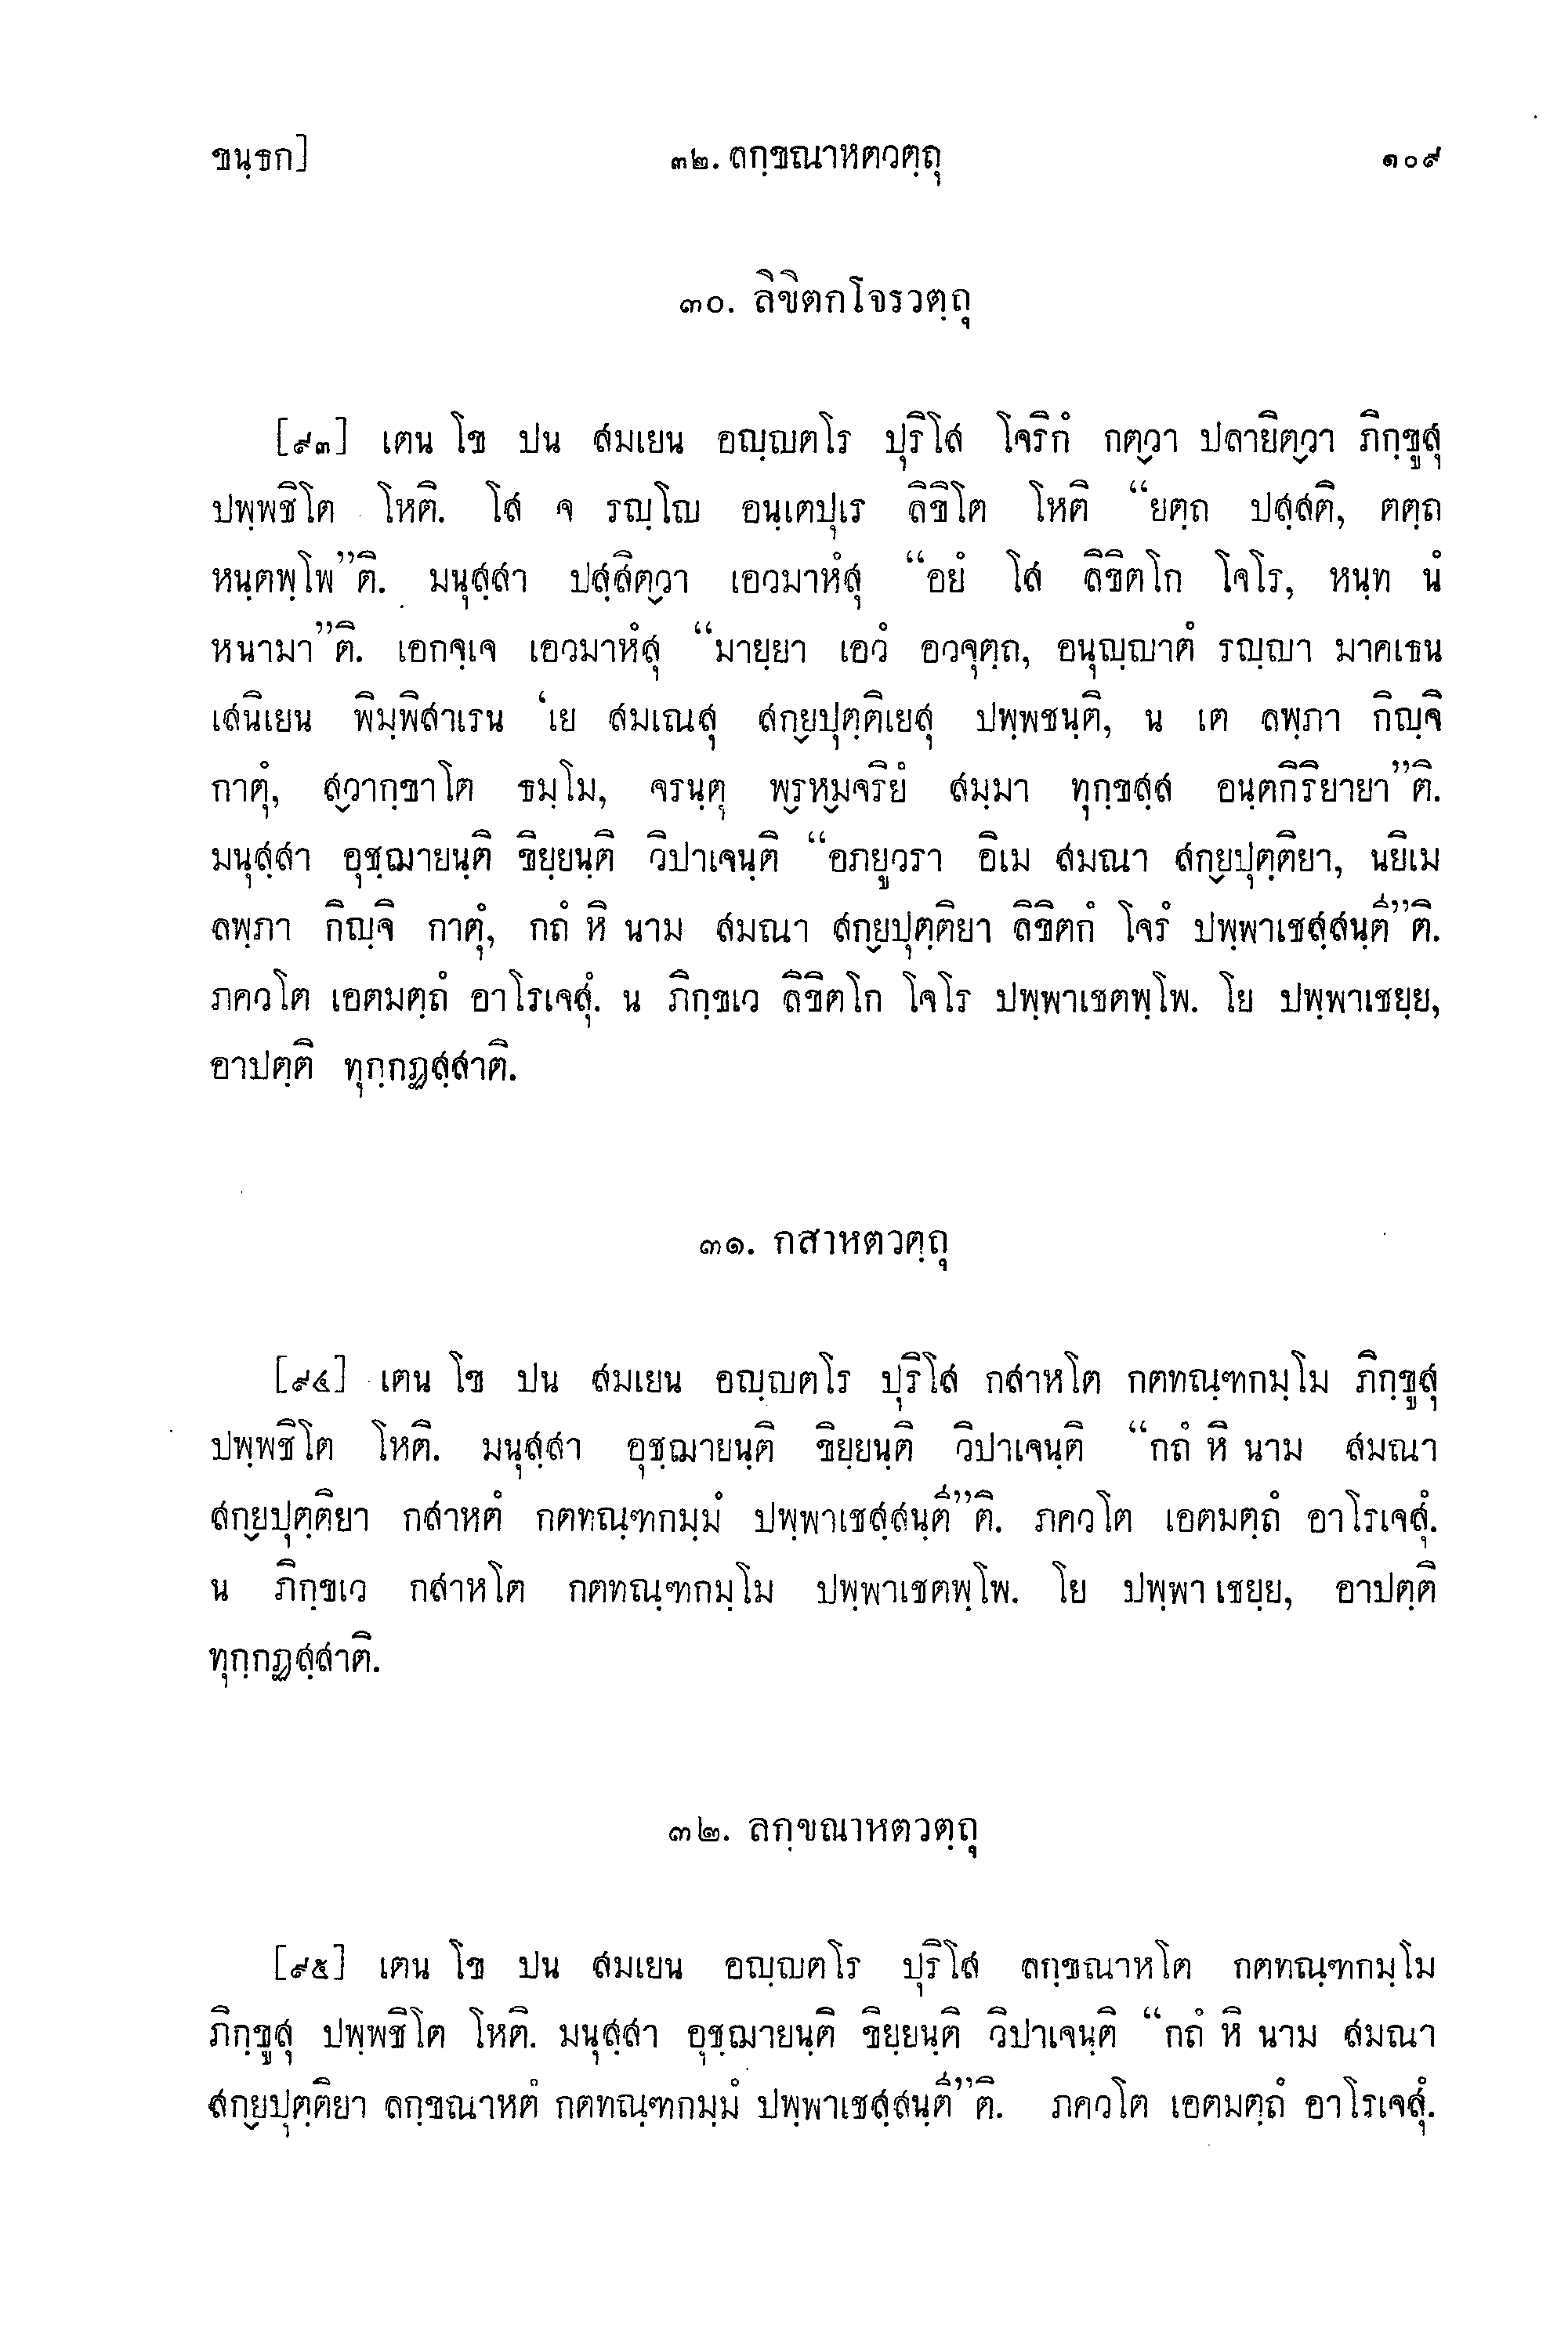 ขนฺธก]
๓๒. ลกฺขณาหตวตฺถุ
๑๐๙
๓๐. ลิขิตกโจรวตฺถุ
[๙๓] เตน โข ปน สมเยน อญฺญตโร ปุริโส โจริกํ กตฺวา ปลายิตฺวา ภิกฺขูสุ
ปพฺพชิโต โหติ. โส จ รญฺโญ อนฺเตปุเร ลิขิโต โหติ “ยตฺถ ปสฺสติ, ตตฺถ
หนฺตพฺโพ”ติ. มนุสฺสา ปสฺสิตฺวา เอวมาหํสุ “อยํ โส ลิขิตโก โจโร, หนฺท นํ
หนามา”ติ. เอกจฺเจ เอวมาหํสุ “มายฺยา เอวํ อวจุตฺถ, อนุญฺญาตํ รญฺญา มาคเธน
เสนิเยน พิมฺพิสาเรน ‘เย สมเณสุ สกฺยปุตฺติเยสุ ปพฺพชนฺติ, น เต ลพฺภา กิญฺจิ
กาตุํ, สฺวากฺขาโต ธมฺโม, จรนฺตุ พฺรหฺมจริยํ สมฺมา ทุกฺขสฺส อนฺตกิริยายา”ติ.
มนุสฺสา อุชฺฌายนฺติ ขิยฺยนฺติ วิปาเจนฺติ “อภยูวรา อิเม สมณา สกฺยปุตฺติยา, นยิเม
ลพฺภา กิญฺจิ กาตุํ, กถํ หิ นาม สมณา สกฺยปุตฺติยา ลิขิตกํ โจรํ ปพฺพาเชสฺสนฺตี”ติ.
ภควโต เอตมตฺถํ อาโรเจสุํ. น ภิกฺขเว ลิขิตโก โจโร ปพฺพาเชตพฺโพ. โย ปพฺพาเชยฺย,
อาปตฺติ ทุกฺกฏสฺสาติ.
๓๑. กสาหตวตฺถุ
[๙๔] เตน โข ปน สมเยน อญฺญตโร ปุริโส กสาหโต กตทณฺฑกมฺโม ภิกฺขูสุ
ปพฺพชิโต โหติ. มนุสฺสา อุชฺฌายนฺติ ขิยฺยนฺติ วิปาเจนฺติ “กถํ หิ นาม สมณา
สกฺยปุตฺติยา กสาหตํ กตทณฺฑกมฺมํ ปพฺพาเชสฺสนฺตี”ติ. ภควโต เอตมตฺถํ อาโรเจสุํ.
น ภิกฺขเว กสาหโต กตทณฺฑกมฺโม ปพฺพาเชตพฺโพ. โย ปพฺพาเชยฺย, อาปตฺติ
ทุกฺกฏสฺสาติ.
๓๒. ลกฺขณาหตวตฺถุ
[๙๕] เตน โข ปน สมเยน อญฺญตโร ปุริโส ลกฺขณาหโต กตทณฺฑกมฺโม
ภิกฺขูสุ ปพฺพชิโต โหติ. มนุสฺสา อุชฺฌายนฺติ ขิยฺยนฺติ วิปาเจนฺติ “กถํ หิ นาม สมณา
สกฺยปุตฺติยา ลกฺขณาหตํ กตทณฺฑกมฺมํ ปพฺพาเชสฺสนฺตี”ติ. ภควโต เอตมตฺถํ อาโรเจสุํ.